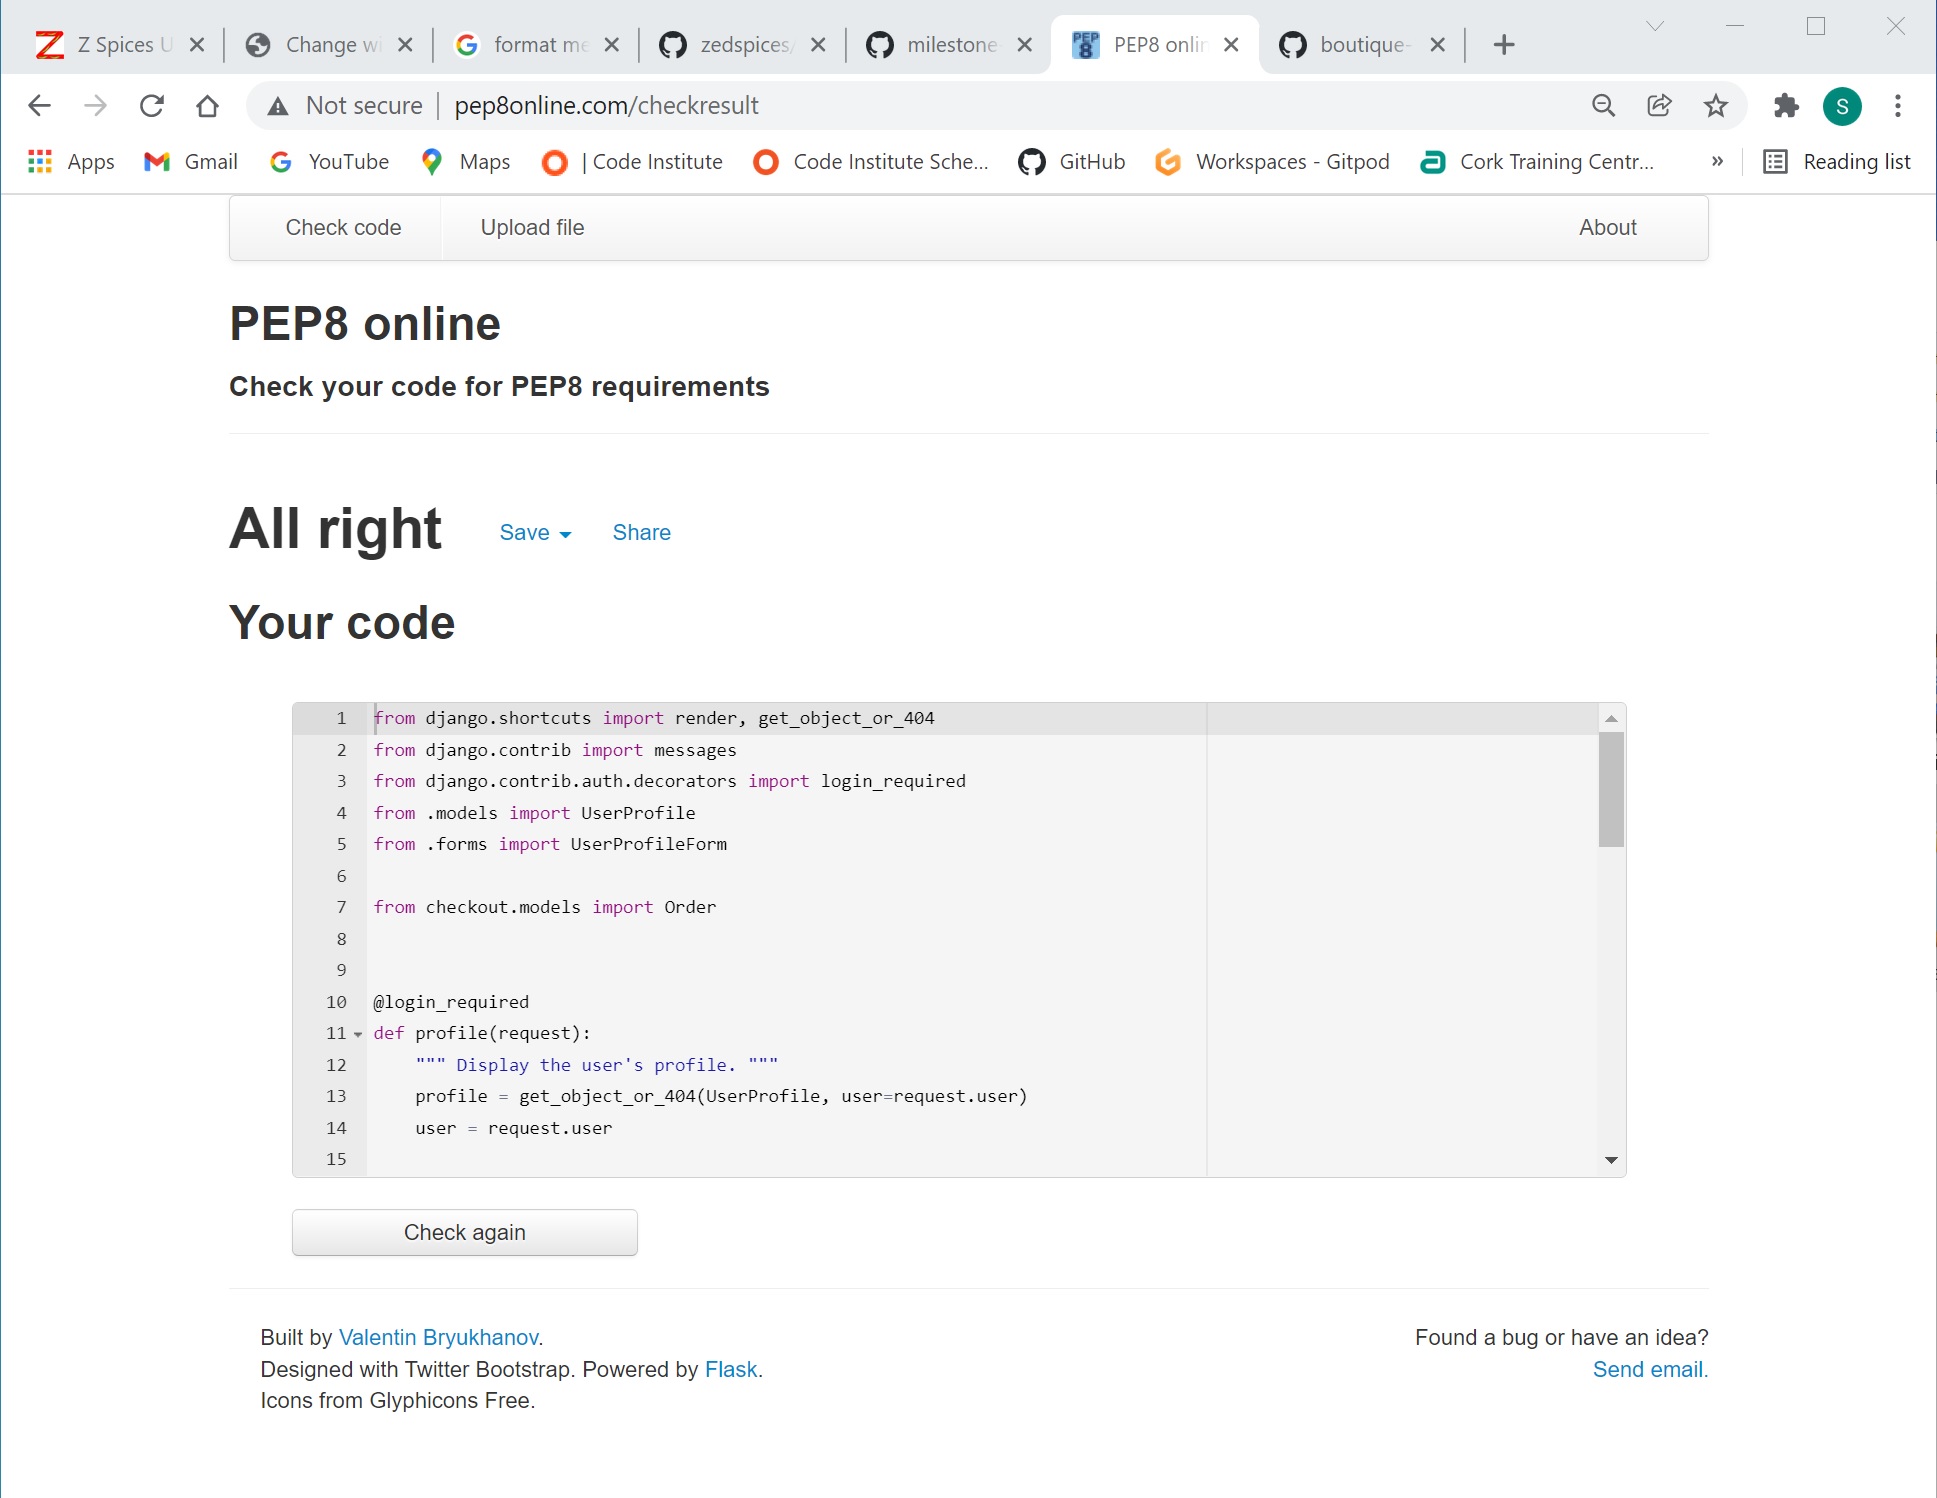 Z Spices U
Change wi
format me
zedspices/
milestone-
PEP8 onlin
boutique-
Not secure
pep8online.com/checkresult
S
Apps
Gmail
YouTube
Maps
| Code Institute
Code Institute Sche...
GitHub
Workspaces - Gitpod
Cork Training Centr...
»
Reading list
Check code
Upload file
About
PEP8 online
Check your code for PEP8 requirements
All right
Save
Share
Your code
1 from django.shortcuts import render, get_object_or_404
2 from django.contrib import messages
3 from django.contrib.auth.decorators import login_required
4 from .models import UserProfile
5 from .forms import UserProfileForm
6
7 from checkout.models import Order
8
9
10 @login_required
11 def profile(request):
12 """ Display the user's profile. """
13 profile = get_object_or_404(UserProfile, user=request.user)
14 user = request.user
15
Check again
Built by Valentin Bryukhanov.
Designed with Twitter Bootstrap. Powered by Flask.
Icons from Glyphicons Free.
Found a bug or have an idea?
Send email.